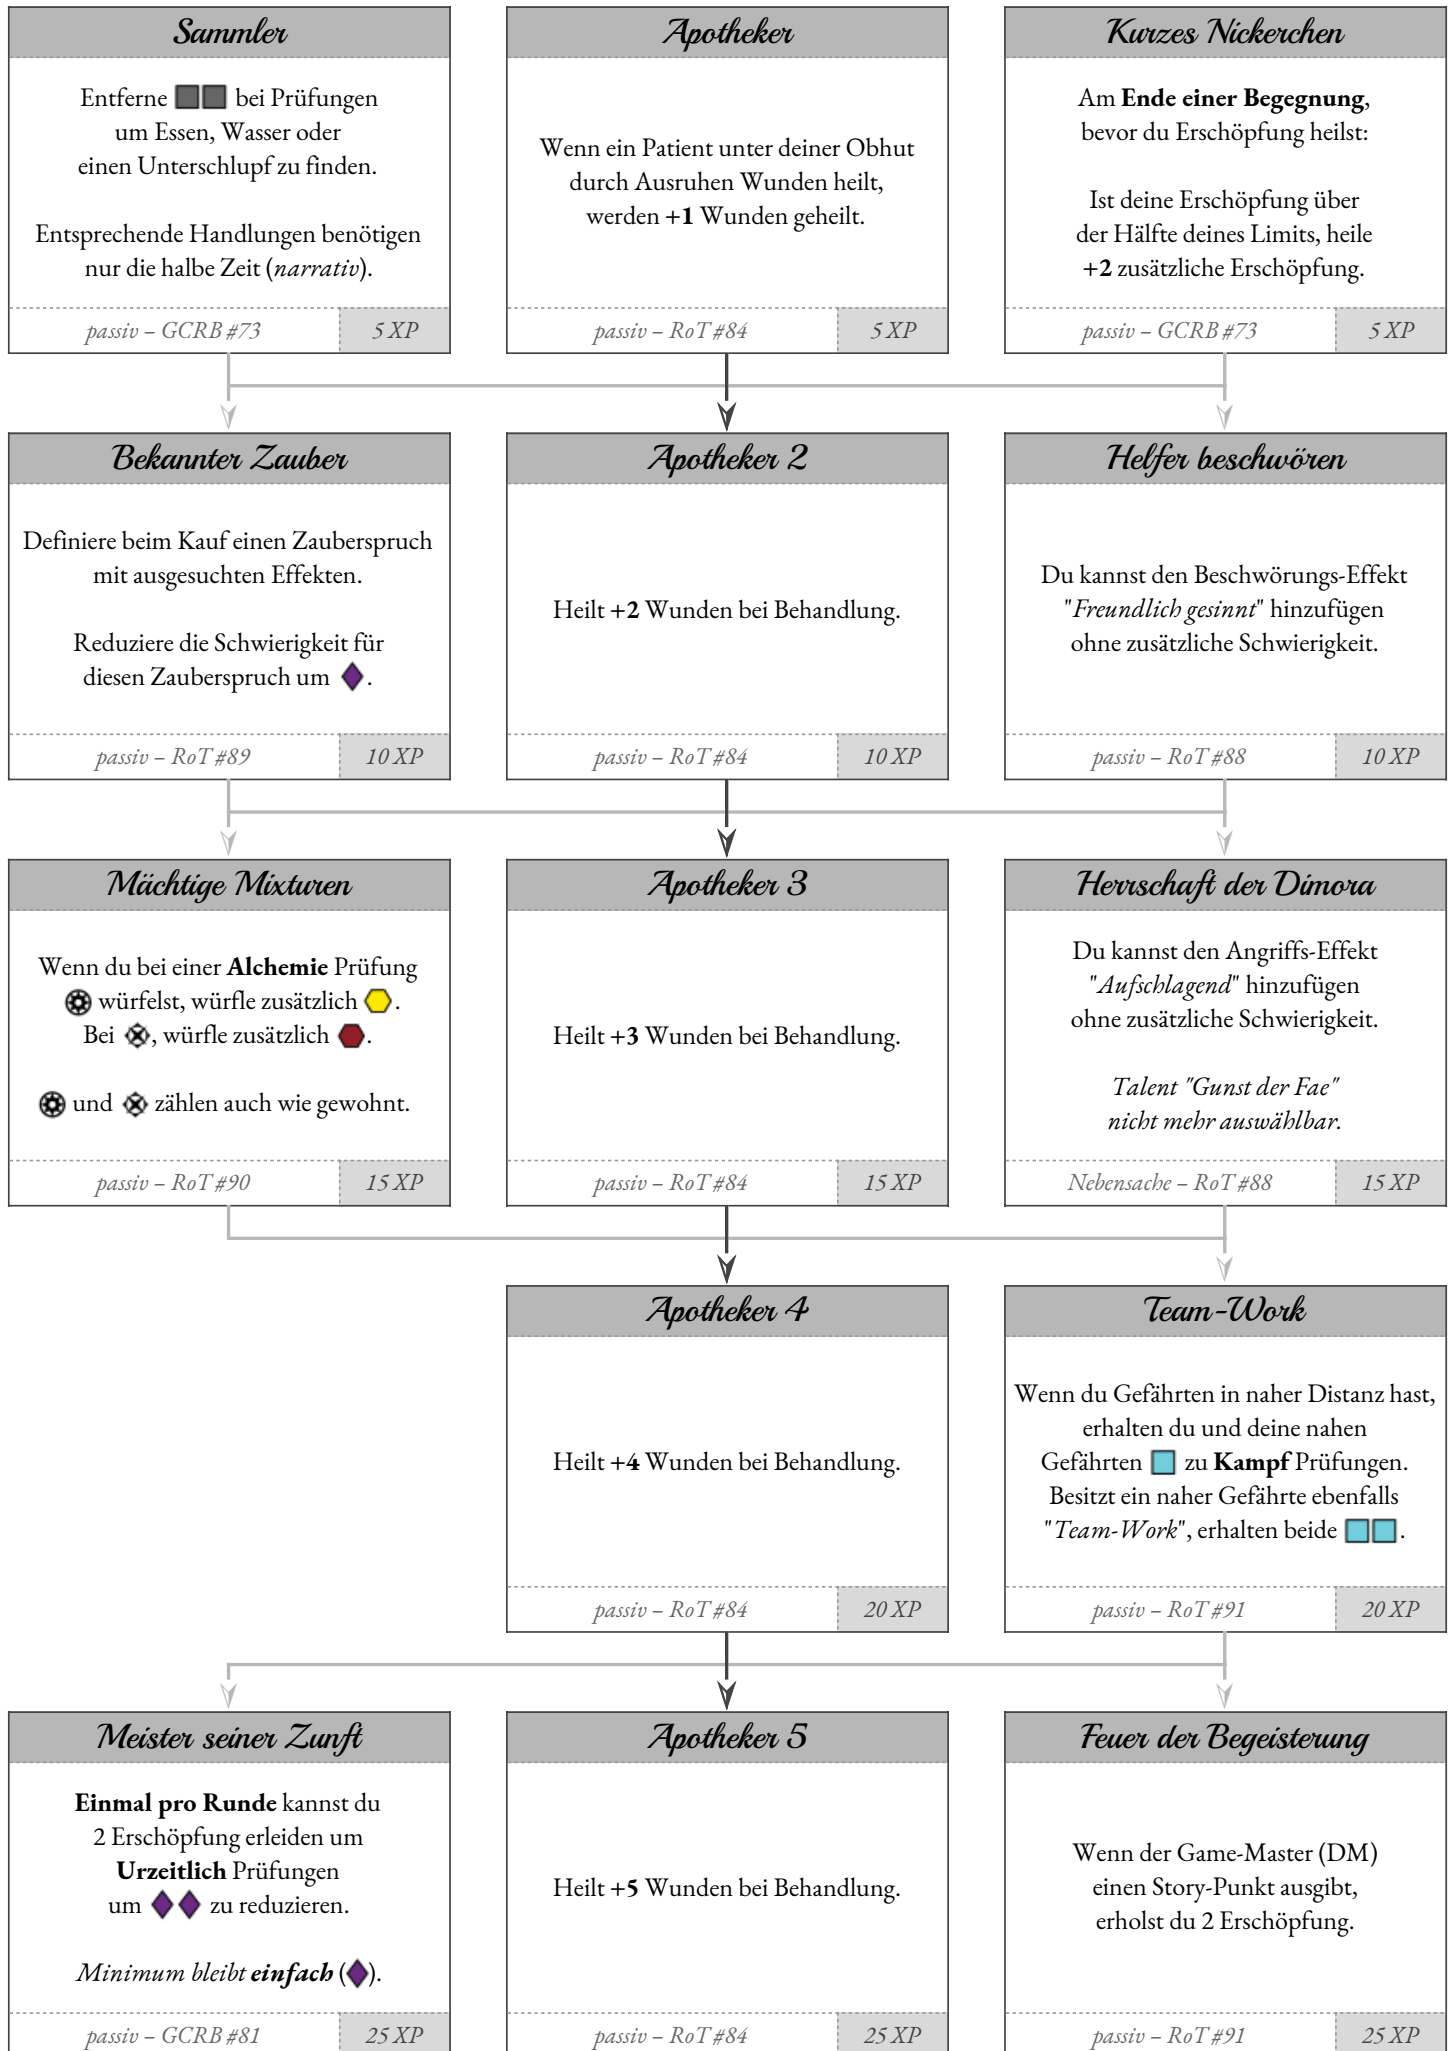 Sammler
Entferne bei Prüfungen
um Essen, Wasser oder
einen Unterschlupf zu finden.
Entsprechende Handlungen benötigen
nur die halbe Zeit (narrativ).
passiv – GCRB #73
5 XP
Apotheker
Wenn ein Patient unter deiner Obhut
durch Ausruhen Wunden heilt,
werden +1 Wunden geheilt.
passiv – RoT #84
5 XP
Kurzes Nickerchen
Am Ende einer Begegnung,
bevor du Erschöpfung heilst:
Ist deine Erschöpfung über
der Hälfte deines Limits, heile
+2 zusätzliche Erschöpfung.
passiv – GCRB #73
5 XP
Bekannter Zauber
Definiere beim Kauf einen Zauberspruch
mit ausgesuchten Effekten.
Reduziere die Schwierigkeit für
diesen Zauberspruch um .
passiv – RoT #89
10 XP
Apotheker 2
Heilt +2 Wunden bei Behandlung.
passiv – RoT #84
10 XP
Helfer beschwören
Du kannst den Beschwörungs-Effekt
"Freundlich gesinnt" hinzufügen
ohne zusätzliche Schwierigkeit.
passiv – RoT #88
10 XP
Mächtige Mixturen
Wenn du bei einer Alchemie Prüfung
würfelst, würfle zusätzlich .
Bei , würfle zusätzlich .
und zählen auch wie gewohnt.
passiv – RoT #90
15 XP
Apotheker 3
Heilt +3 Wunden bei Behandlung.
passiv – RoT #84
15 XP
Herrschaft der Dimora
Du kannst den Angriffs-Effekt
"Aufschlagend" hinzufügen
ohne zusätzliche Schwierigkeit.
Talent "Gunst der Fae"
nicht mehr auswählbar.
Nebensache – RoT #88
15 XP
Apotheker 4
Heilt +4 Wunden bei Behandlung.
passiv – RoT #84
20 XP
Team-Work
Wenn du Gefährten in naher Distanz hast,
erhalten du und deine nahen
Gefährten zu Kampf Prüfungen.
Besitzt ein naher Gefährte ebenfalls
"Team-Work", erhalten beide .
passiv – RoT #91
20 XP
Meister seiner Zunft
Einmal pro Runde kannst du
2 Erschöpfung erleiden um
Urzeitlich Prüfungen
um zu reduzieren.
Minimum bleibt einfach ().
passiv – GCRB #81
25 XP
Apotheker 5
Heilt +5 Wunden bei Behandlung.
passiv – RoT #84
25 XP
Feuer der Begeisterung
Wenn der Game-Master (DM)
einen Story-Punkt ausgibt,
erholst du 2 Erschöpfung.
passiv – RoT #91
25 XP